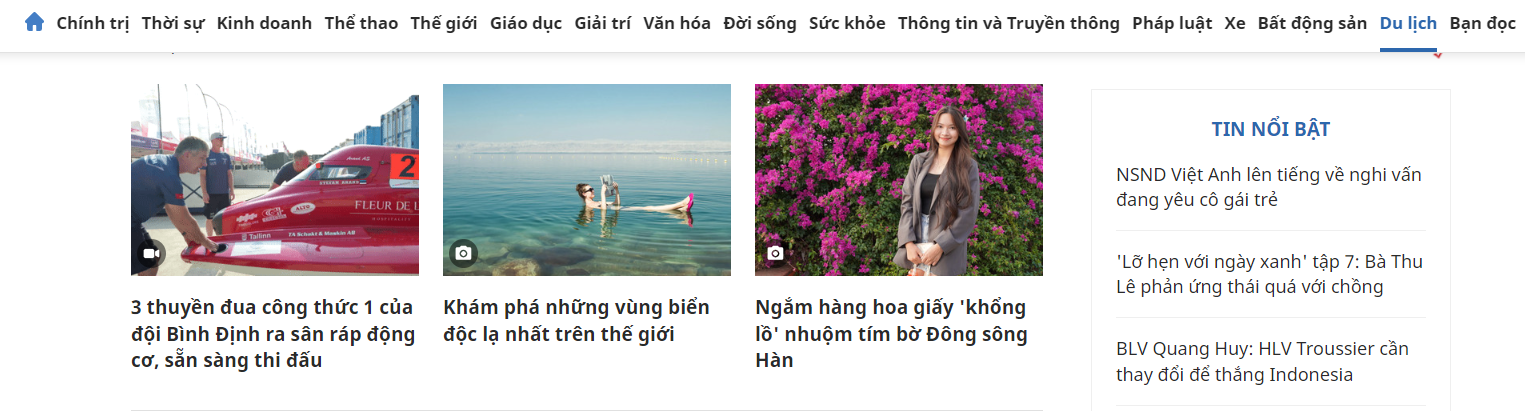 Chính trị Thời sự Kinh doanh Thể thao Thế giới Giáo dục Giải trí Văn hóa Đời sống Sức khỏe Thông tin và Truyền thông Pháp luật Xe Bất động sản Du lịch Bạn đọc
2
FLEUR DE L
HOSPITALITY
Tallinn
3 thuyền đua công thức 1 của
đội Bình Định ra sân ráp động
cơ, sẵn sàng thi đấu
Khám phá những vùng biển
độc lạ nhất trên thế giới
Ngắm hàng hoa giấy 'khổng
lồ' nhuộm tím bờ Đông sông
Hàn
TIN NỔI BẬT
NSND Việt Anh lên tiếng về nghi vấn
đang yêu cô gái trẻ
'Lỡ hẹn với ngày xanh' tập 7: Bà Thu
Lê phản ứng thái quá với chồng
BLV Quang Huy: HLV Troussier cần
thay đổi để thắng Indonesia